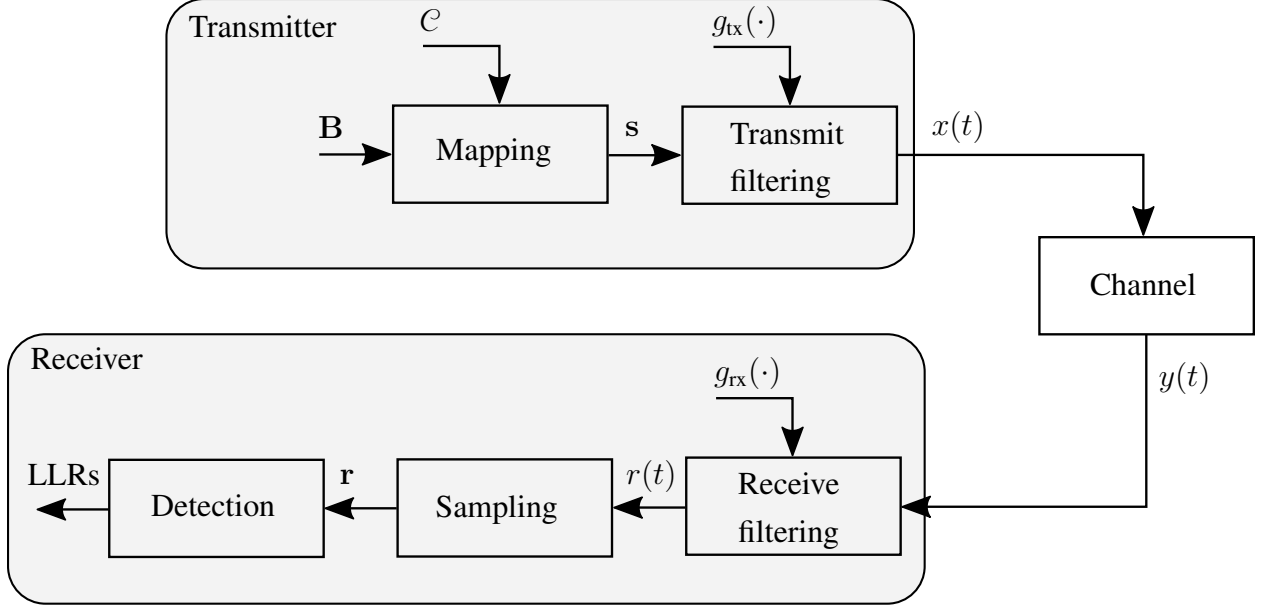 Transmitter
𝒞
g_tx(·)
B
Mapping
s
Transmit
filtering
x(t)
Channel
y(t)
Receiver
g_rx(·)
LLRs
Detection
r
Sampling
r(t)
Receive
filtering